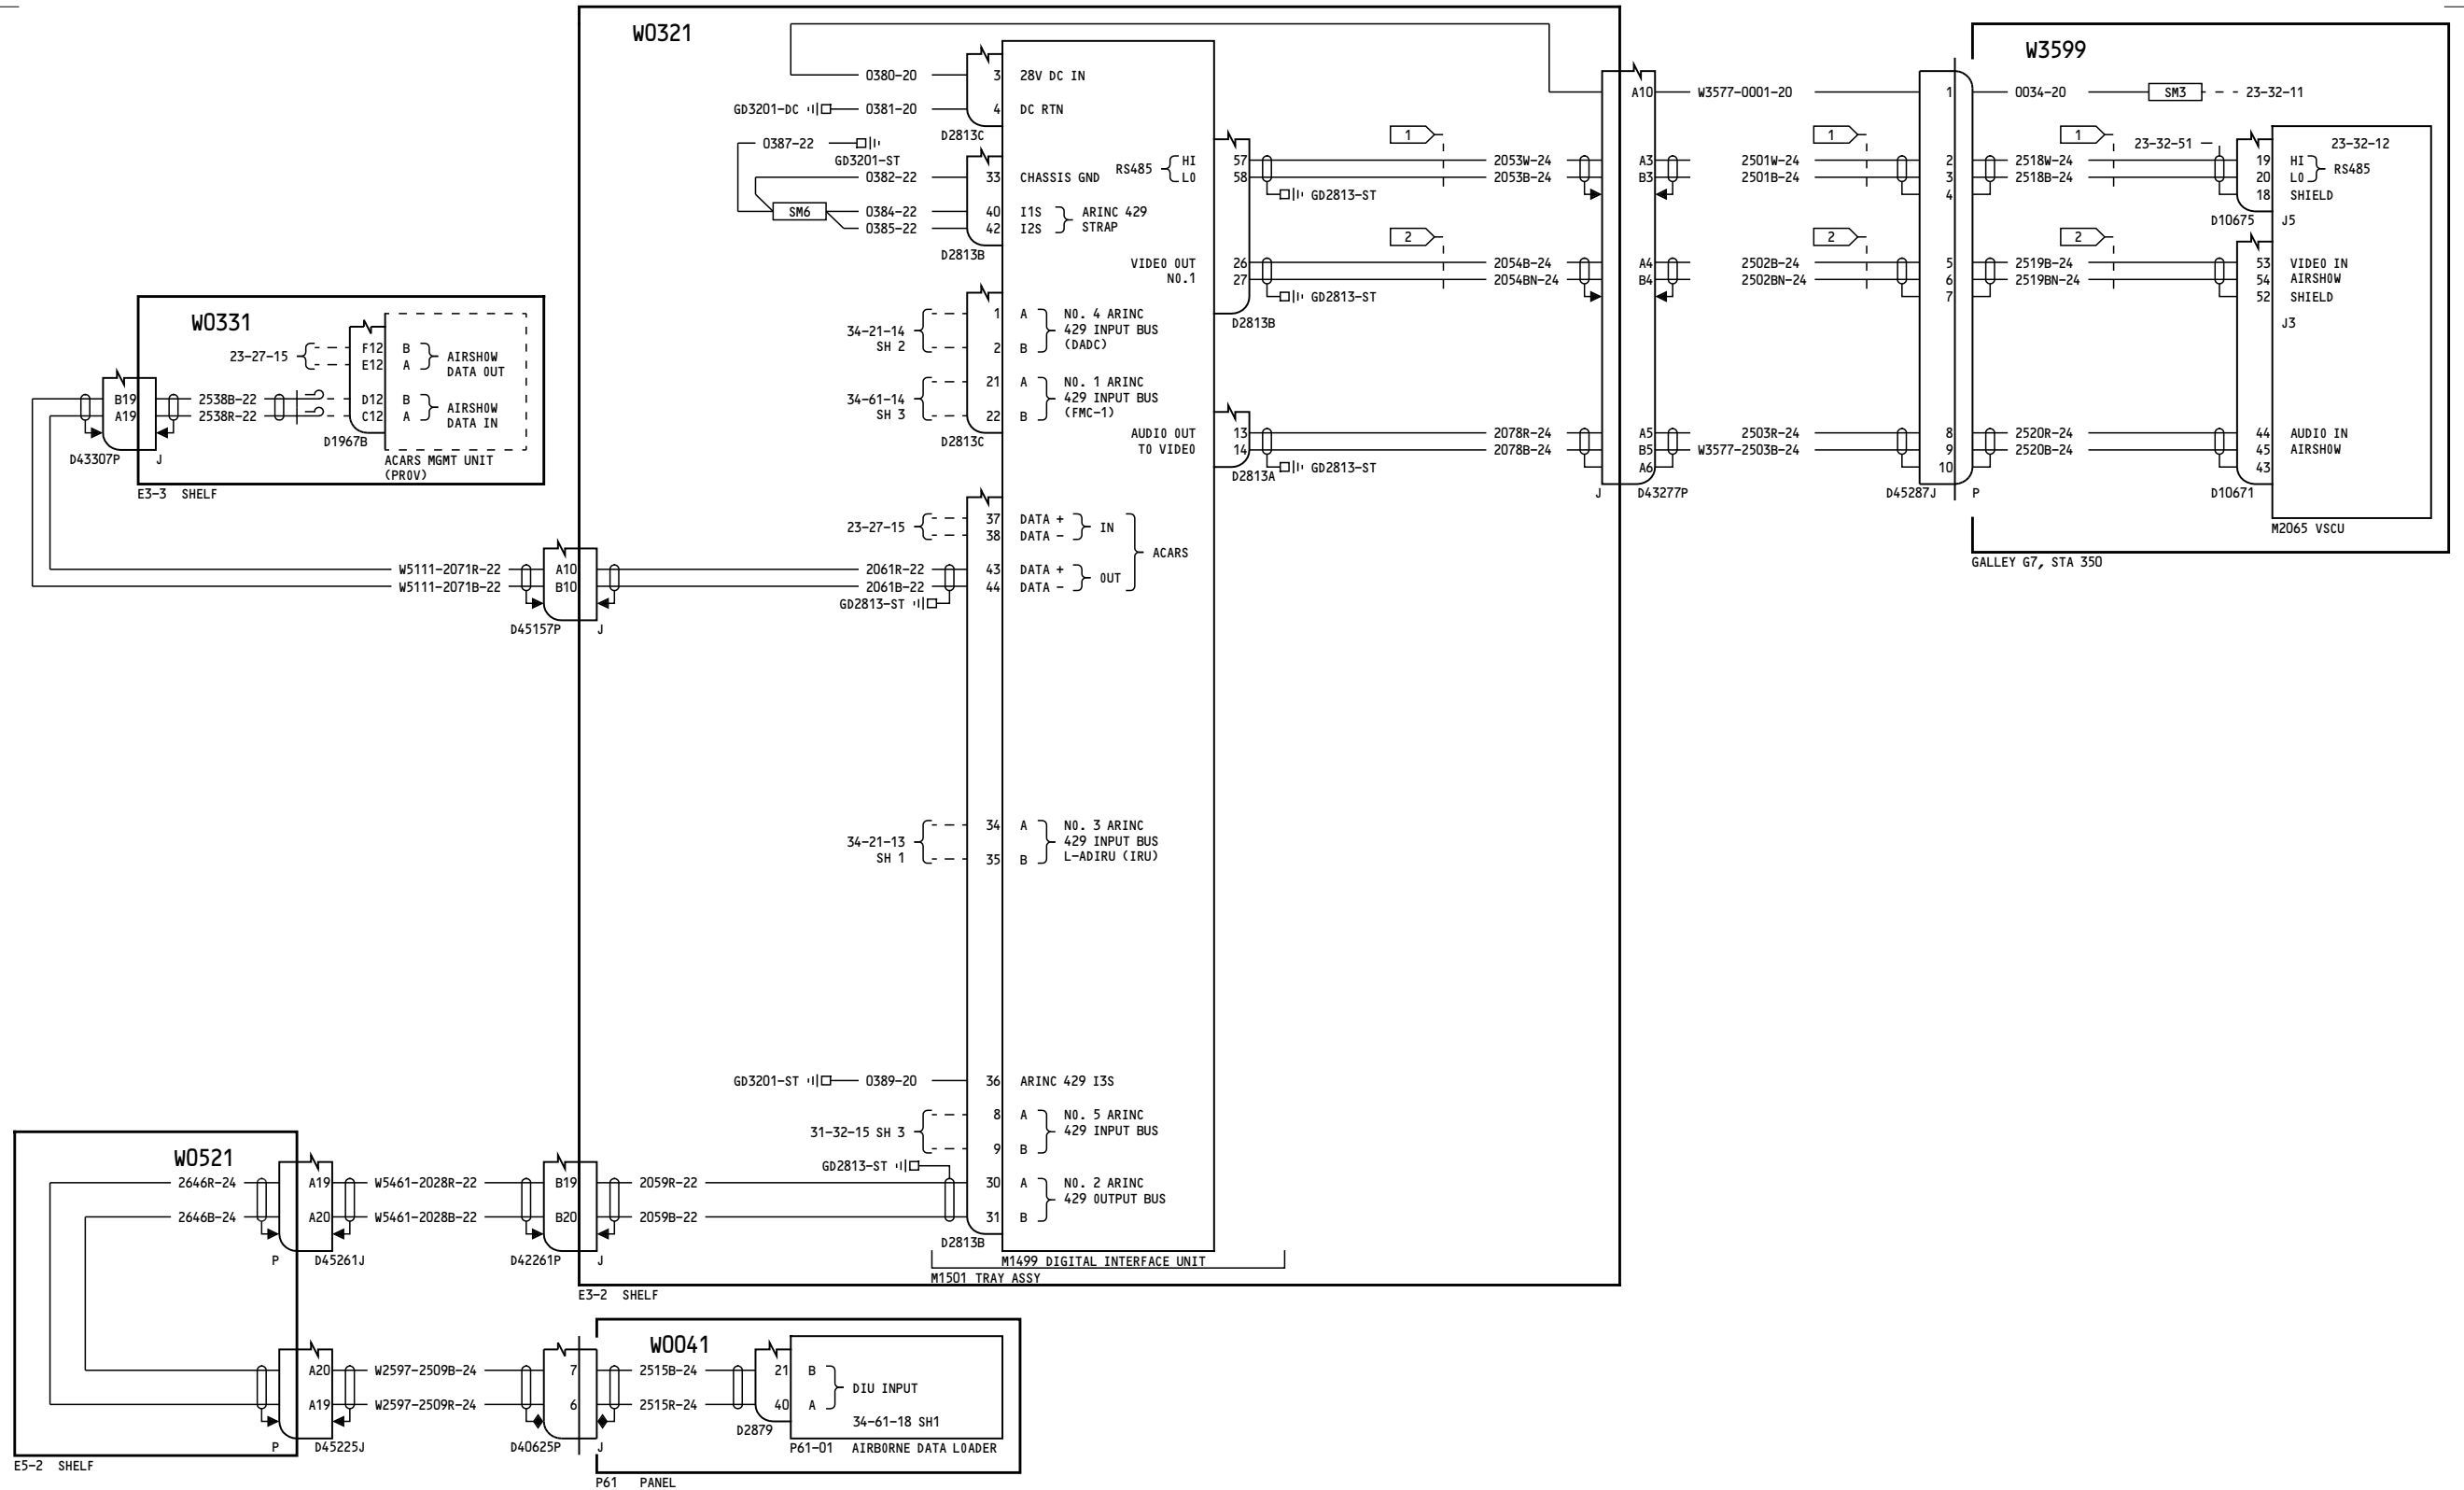 W0321
0380-20
3
28V DC IN
GD3201-DC
0381-20
4
DC RTN
D2813C
0387-22
GD3201-ST
0382-22
33
CHASSIS GND
SM6
0384-22
40
I1S
ARINC 429
0385-22
42
I2S
STRAP
D2813B
RS485
HI
57
LO
58
GD2813-ST
1
2053W-24
2053B-24
VIDEO OUT
26
NO.1
27
GD2813-ST
D2813B
2
2054B-24
2054BN-24
34-21-14
SH 2
1
A
NO. 4 ARINC
429 INPUT BUS
2
B
(DADC)
34-61-14
SH 3
21
A
NO. 1 ARINC
429 INPUT BUS
22
B
(FMC-1)
D2813C
AUDIO OUT
13
TO VIDEO
14
GD2813-ST
D2813A
2078R-24
2078B-24
A10
A3
B3
A4
B4
A5
B5
A6
J
D43277P
W3577-0001-20
1
2501W-24
2501B-24
2
2502B-24
2502BN-24
2503R-24
W3577-2503B-24
1
2
3
4
5
6
7
8
9
10
D45287J
P
W3599
0034-20
SM3
23-32-11
1
2518W-24
2518B-24
23-32-51
19
HI
20
LO
RS485
18
SHIELD
D10675
J5
23-32-12
2
2519B-24
2519BN-24
53
VIDEO IN
54
AIRSHOW
52
SHIELD
J3
2520R-24
2520B-24
44
AUDIO IN
45
AIRSHOW
43
D10671
M2065 VSCU
GALLEY G7, STA 350
W0331
23-27-15
F12
B
AIRSHOW
E12
A
DATA OUT
B19
2538B-22
D12
B
AIRSHOW
A19
2538R-22
C12
A
DATA IN
D43307P
J
D1967B
ACARS MGMT UNIT
(PROV)
E3-3 SHELF
23-27-15
37
DATA +
IN
38
DATA -
ACARS
W5111-2071R-22
A10
2061R-22
43
DATA +
OUT
W5111-2071B-22
B10
2061B-22
44
DATA -
GD2813-ST
D45157P
J
34-21-13
SH 1
34
A
NO. 3 ARINC
429 INPUT BUS
35
B
L-ADIRU (IRU)
GD3201-ST
0389-20
36
ARINC 429 I3S
31-32-15 SH 3
8
A
NO. 5 ARINC
429 INPUT BUS
9
B
GD2813-ST
W0521
2646R-24
A19
W5461-2028R-22
B19
2059R-22
30
A
NO. 2 ARINC
429 OUTPUT BUS
2646B-24
A20
W5461-2028B-22
B20
2059B-22
31
B
P
D45261J
D42261P
J
D2813B
M1499 DIGITAL INTERFACE UNIT
M1501 TRAY ASSY
E3-2 SHELF
W0041
A20
W2597-2509B-24
7
2515B-24
21
B
DIU INPUT
A19
W2597-2509R-24
6
2515R-24
40
A
34-61-18 SH1
P
D45225J
D40625P
J
D2879
P61-01 AIRBORNE DATA LOADER
E5-2 SHELF
P61 PANEL